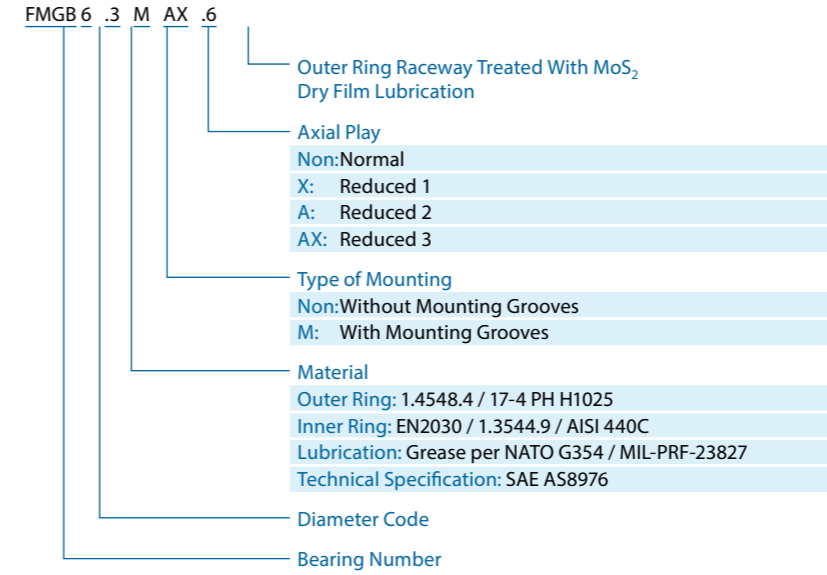 FMGB 6 .3 M AX .6
Outer Ring Raceway Treated With MoS₂
Dry Film Lubrication
Axial Play
Non:Normal
X: Reduced 1
A: Reduced 2
AX: Reduced 3
Type of Mounting
Non:Without Mounting Grooves
M: With Mounting Grooves
Material
Outer Ring: 1.4548.4 / 17-4 PH H1025
Inner Ring: EN2030 / 1.3544.9 / AISI 440C
Lubrication: Grease per NATO G354 / MIL-PRF-23827
Technical Specification: SAE AS8976
Diameter Code
Bearing Number